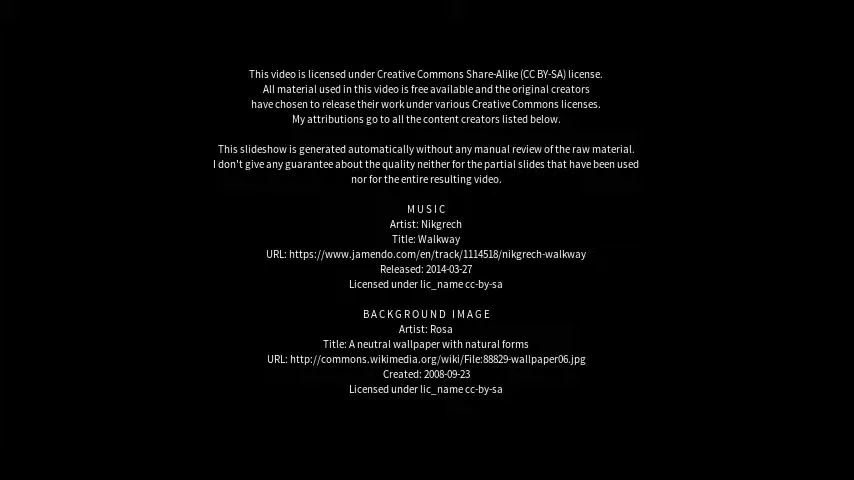 This video is licensed under Creative Commons Share-Alike (CC BY-SA) license.
All material used in this video is free available and the original creators
have chosen to release their work under various Creative Commons licenses.
My attributions go to all the content creators listed below.
This slideshow is generated automatically without any manual review of the raw material.
I don't give any guarantee about the quality neither for the partial slides that have been used
nor for the entire resulting video.
MUSIC
Artist: Nikgrech
Title: Walkway
URL: https://www.jamendo.com/en/track/1114518/nikgrech-walkway
Released: 2014-03-27
Licensed under lic_name cc-by-sa
BACKGROUND IMAGE
Artist: Rosa
Title: A neutral wallpaper with natural forms
URL: http://commons.wikimedia.org/wiki/File:88829-wallpaper06.jpg
Created: 2008-09-23
Licensed under lic_name cc-by-sa